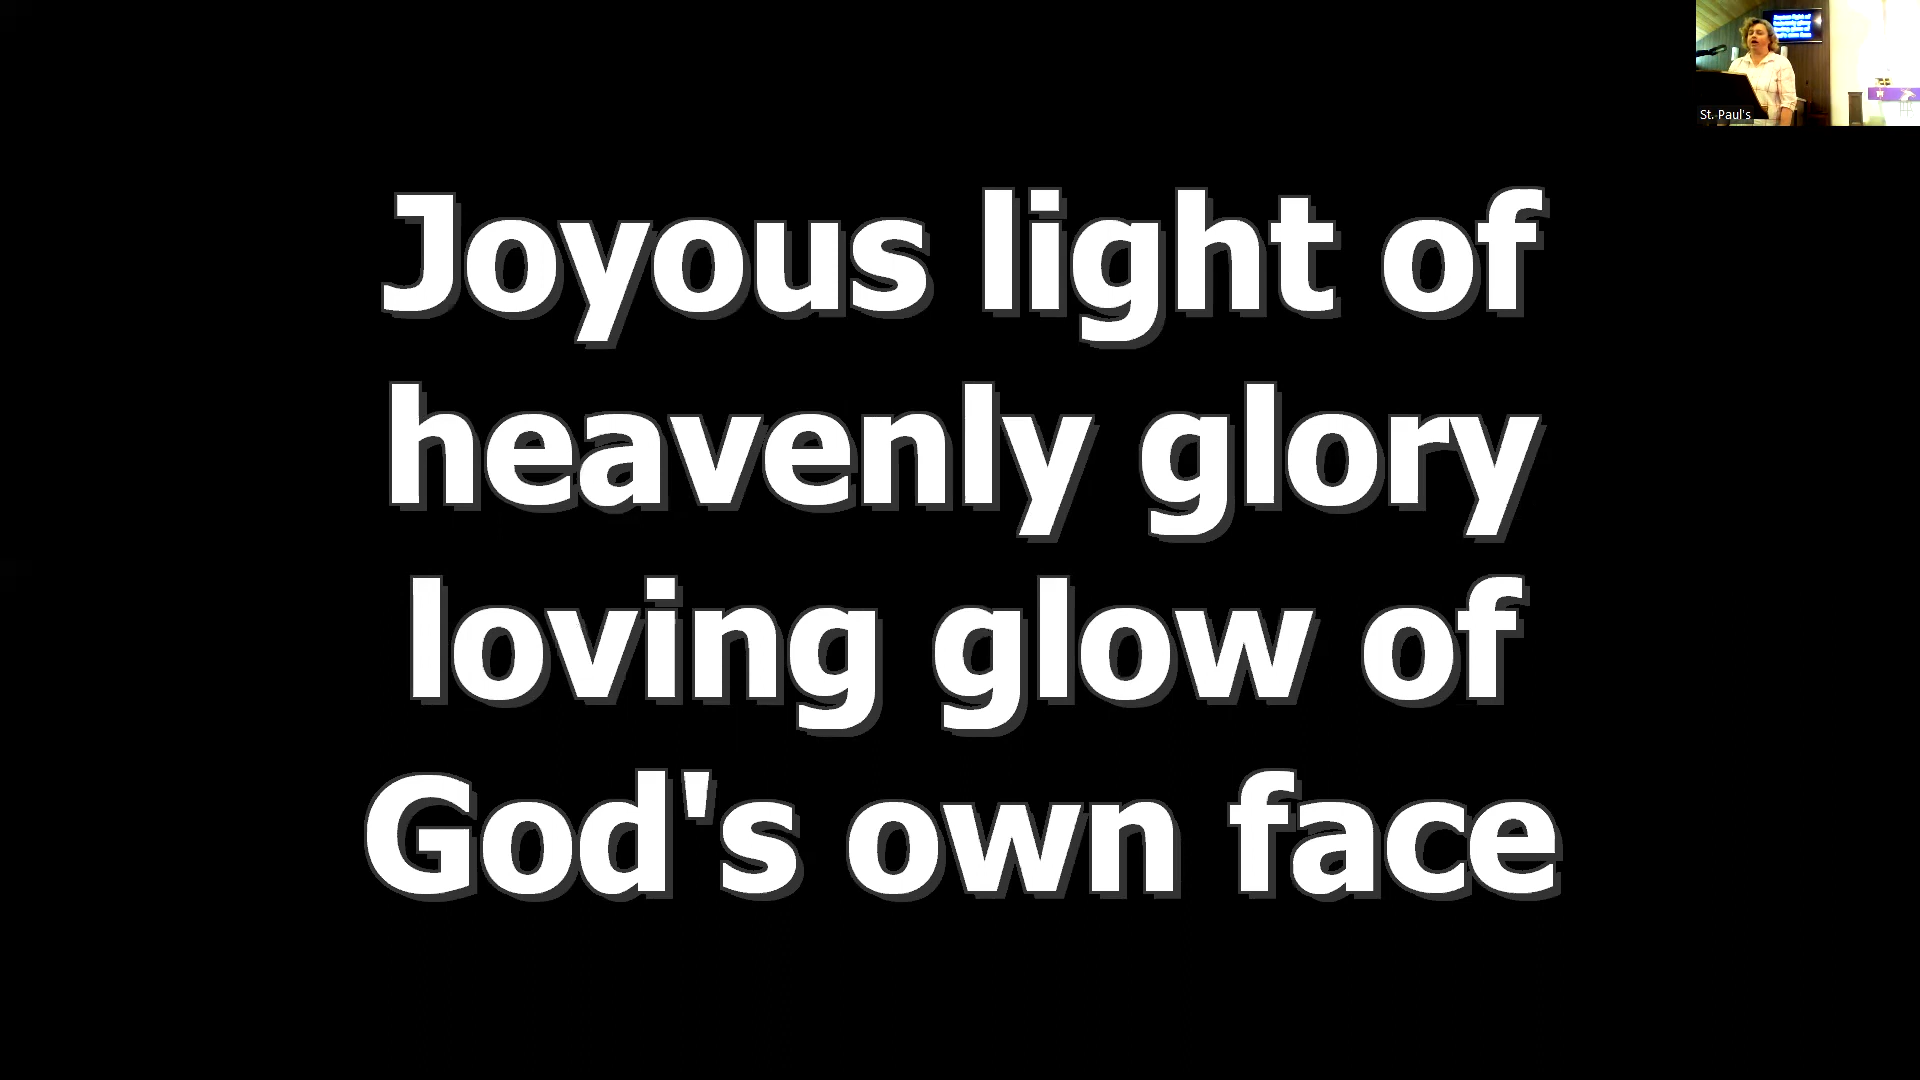 St. Paul's
Joyous light of
heavenly glory
loving glow of
God's own face